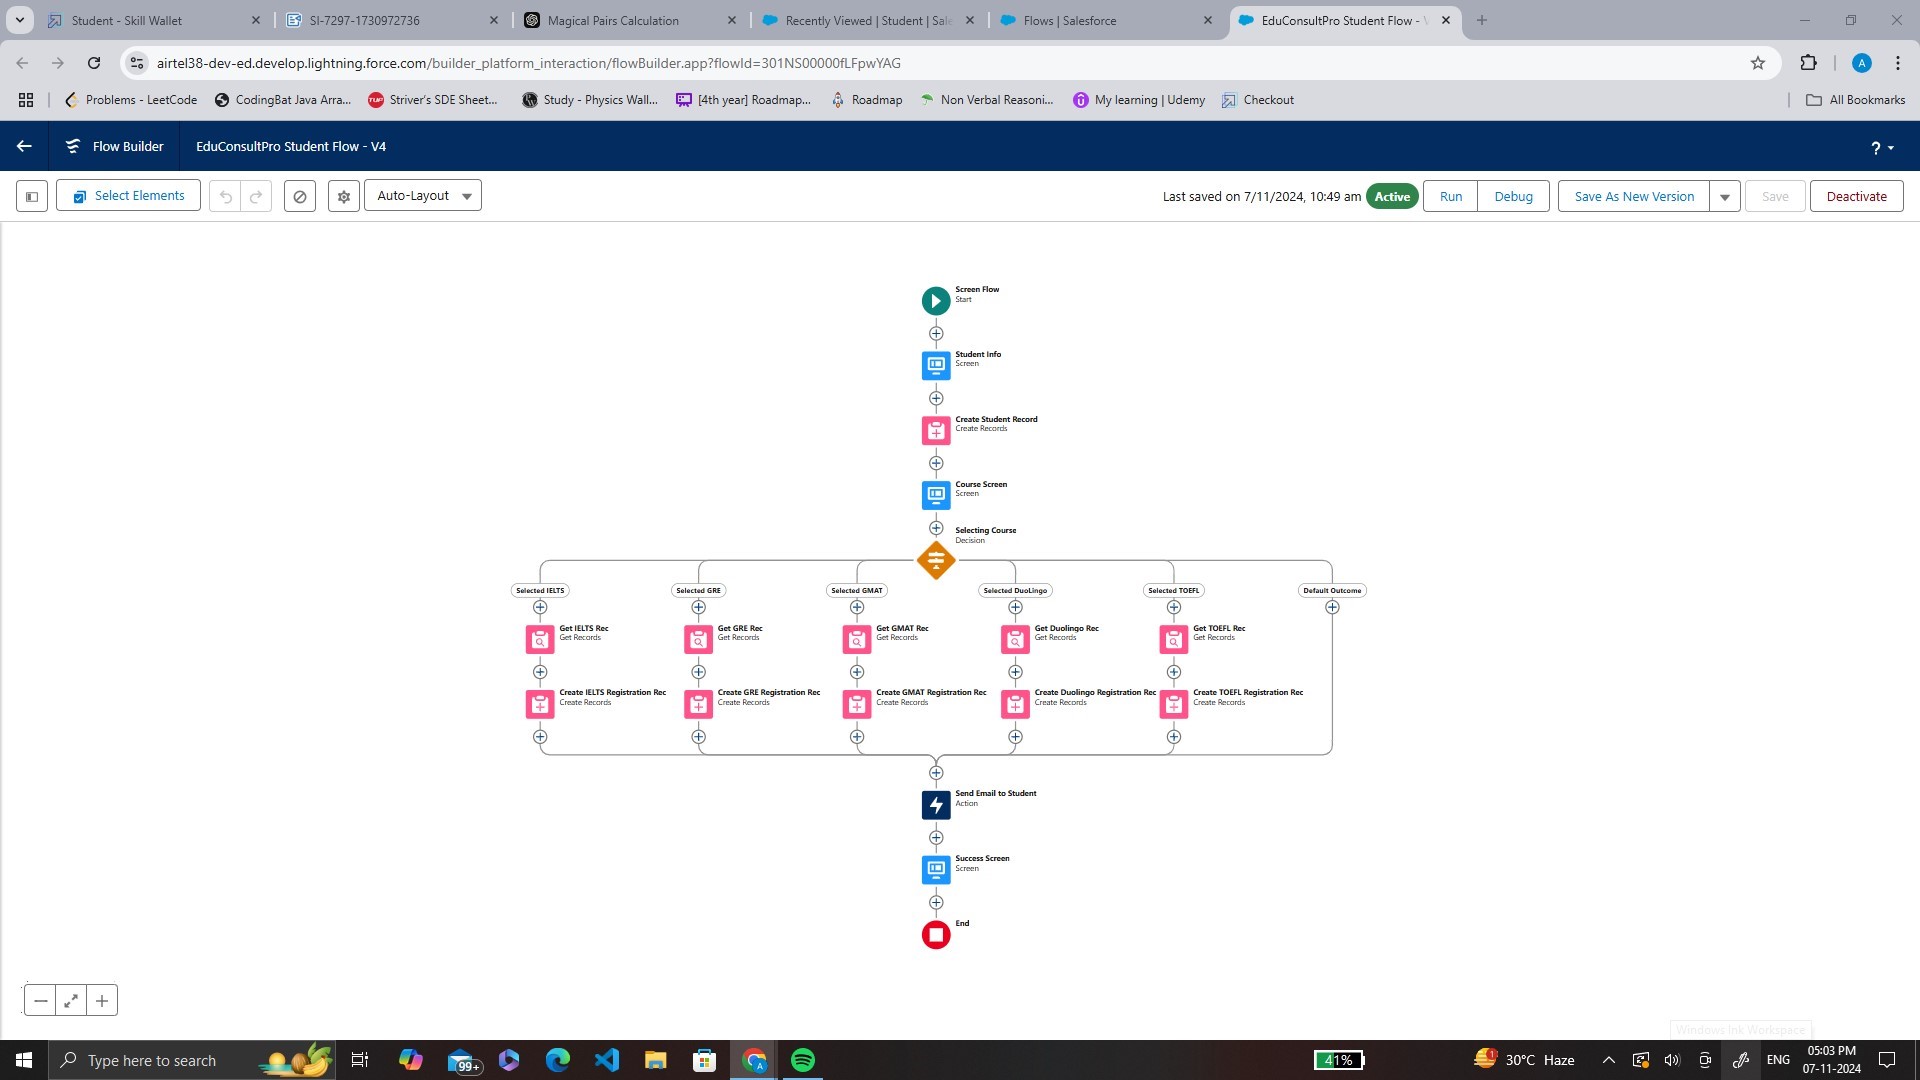 Student - Skill Wallet
SI-7297-1730972736
Magical Pairs Calculation
Recently Viewed | Student | Sale
Flows | Salesforce
EduConsultPro Student Flow - V
airtel38-dev-ed.develop.lightning.force.com/builder_platform_interaction/flowBuilder.app?flowId=301NS00000fLFpwYAG
A
Problems - LeetCode
CodingBat Java Arra...
TUF
Striver's SDE Sheet...
Study - Physics Wall...
[4th year] Roadmap...
Roadmap
Non Verbal Reasoni...
My learning | Udemy
Checkout
All Bookmarks
Flow Builder
EduConsultPro Student Flow - V4
?
Select Elements
Auto-Layout
Last saved on 7/11/2024, 10:49 am
Active
Run
Debug
Save As New Version
Save
Deactivate
Screen Flow
Start
Student Info
Screen
Create Student Record
Create Records
Course Screen
Screen
Selecting Course
Decision
Selected IELTS
Selected GRE
Selected GMAT
Selected DuoLingo
Selected TOEFL
Default Outcome
Get IELTS Rec
Get Records
Get GRE Rec
Get Records
Get GMAT Rec
Get Records
Get Duolingo Rec
Get Records
Get TOEFL Rec
Get Records
Create IELTS Registration Rec
Create Records
Create GRE Registration Rec
Create Records
Create GMAT Registration Rec
Create Records
Create Duolingo Registration Rec
Create Records
Create TOEFL Registration Rec
Create Records
Send Email to Student
Action
Success Screen
Screen
End
Windows Ink Workspace
Type here to search
99+
A
41%
1
30°C Haze
ENG
05:03 PM
07-11-2024